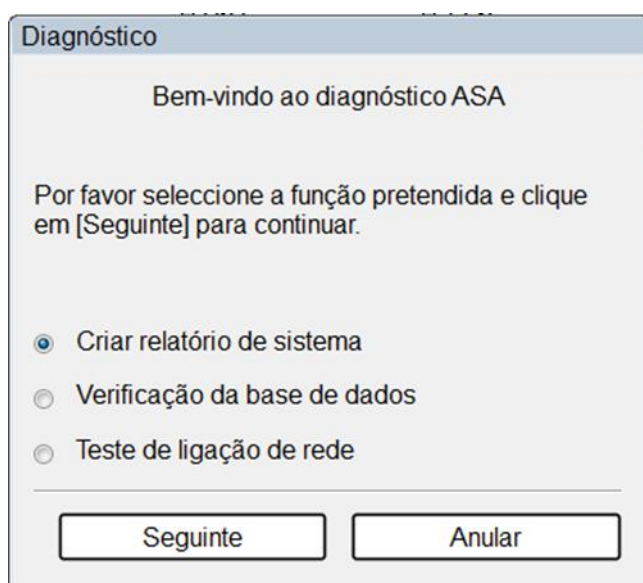 Diagnóstico
Bem-vindo ao diagnóstico ASA
Por favor seleccione a função pretendida e clique
em [Seguinte] para continuar.
Criar relatório de sistema
Verificação da base de dados
Teste de ligação de rede
Seguinte
Anular